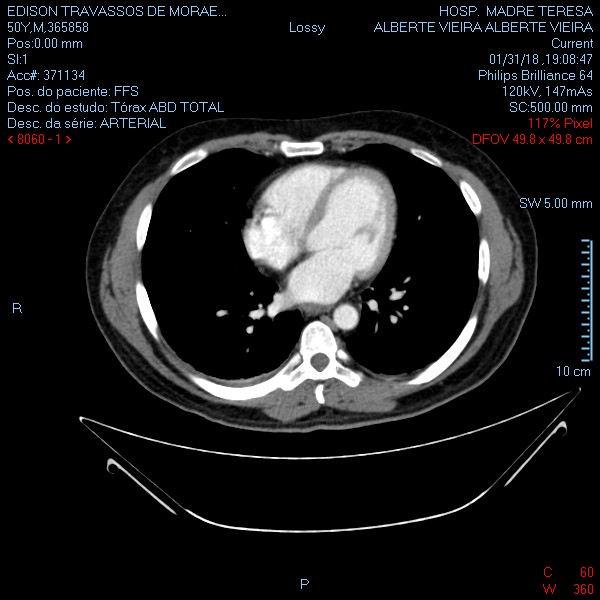 EDISON TRAVASSOS DE MORAE...
50Y,M,365858
Pos:0.00 mm
SI:1
Acc#: 371134
Pos. do paciente: FFS
Desc. do estudo: Tórax ABD TOTAL
Desc. da série: ARTERIAL
< 8060 - 1 >
Lossy
HOSP. MADRE TERESA
ALBERTE VIEIRA ALBERTE VIEIRA
Current
01/31/18 ,19:08:47
Philips Brilliance 64
120kV, 147mAs
SC:500.00 mm
117% Pixel
DFOV 49.8 x 49.8 cm
SW 5.00 mm
R
10 cm
P
C 60
W 360